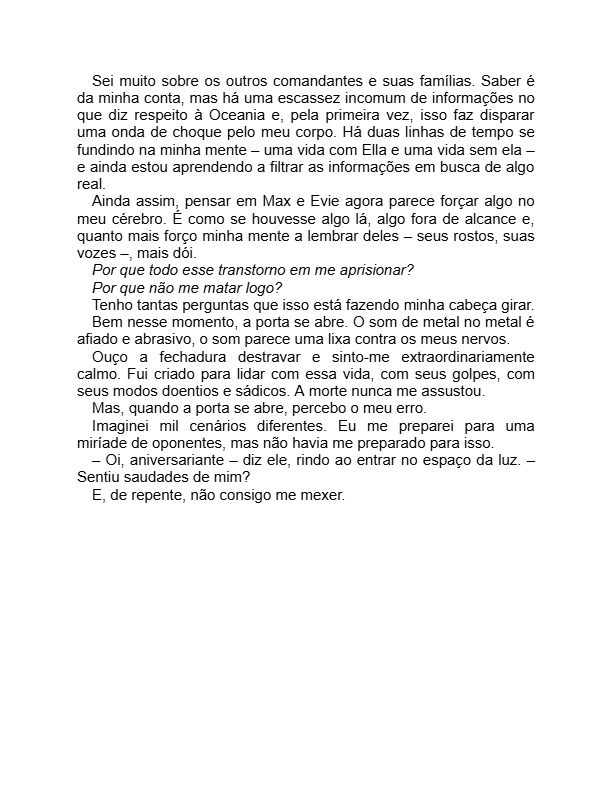 Sei muito sobre os outros comandantes e suas famílias. Saber é
da minha conta, mas há uma escassez incomum de informações no
que diz respeito à Oceania e, pela primeira vez, isso faz disparar
uma onda de choque pelo meu corpo. Há duas linhas de tempo se
fundindo na minha mente – uma vida com Ella e uma vida sem ela –
e ainda estou aprendendo a filtrar as informações em busca de algo
real.
Ainda assim, pensar em Max e Evie agora parece forçar algo no
meu cérebro. É como se houvesse algo lá, algo fora de alcance e,
quanto mais forço minha mente a lembrar deles – seus rostos, suas
vozes –, mais dói.
Por que todo esse transtorno em me aprisionar?
Por que não me matar logo?
Tenho tantas perguntas que isso está fazendo minha cabeça girar.
Bem nesse momento, a porta se abre. O som de metal no metal é
afiado e abrasivo, o som parece uma lixa contra os meus nervos.
Ouço a fechadura destravar e sinto-me extraordinariamente
calmo. Fui criado para lidar com essa vida, com seus golpes, com
seus modos doentios e sádicos. A morte nunca me assustou.
Mas, quando a porta se abre, percebo o meu erro.
Imaginei mil cenários diferentes. Eu me preparei para uma
miríade de oponentes, mas não havia me preparado para isso.
– Oi, aniversariante – diz ele, rindo ao entrar no espaço da luz. –
Sentiu saudades de mim?
E, de repente, não consigo me mexer.